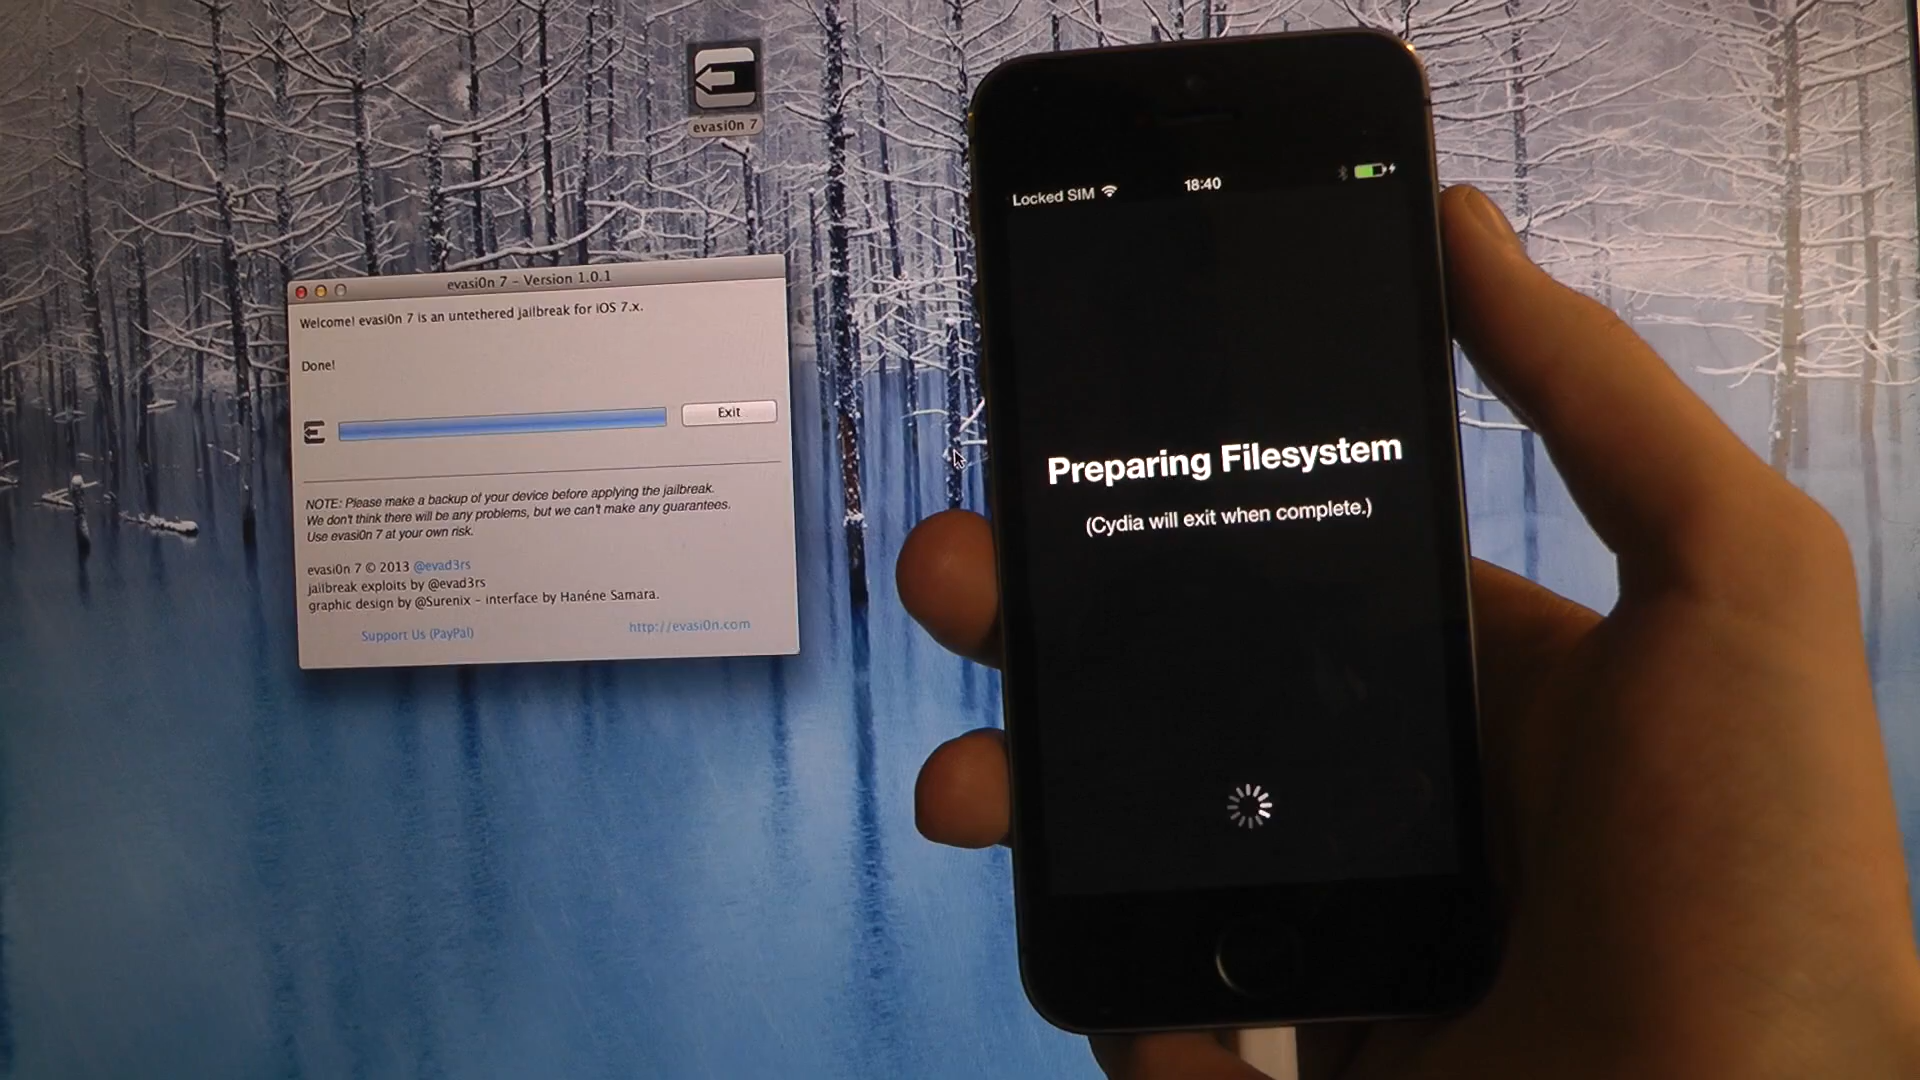 evasi0n 7
evasi0n 7 – Version 1.0.1
Welcome! evasi0n 7 is an untethered jailbreak for iOS 7.x.
Done!
Exit
NOTE: Please make a backup of your device before applying the jailbreak.
We don't think there will be any problems, but we can't make any guarantees.
Use evasi0n 7 at your own risk.
evasi0n 7 © 2013 @evad3rs
jailbreak exploits by @evad3rs
graphic design by @Surenix – interface by Hanéne Samara.
Support Us (PayPal)
http://evasi0n.com
Locked SIM
18:40
Preparing Filesystem
(Cydia will exit when complete.)